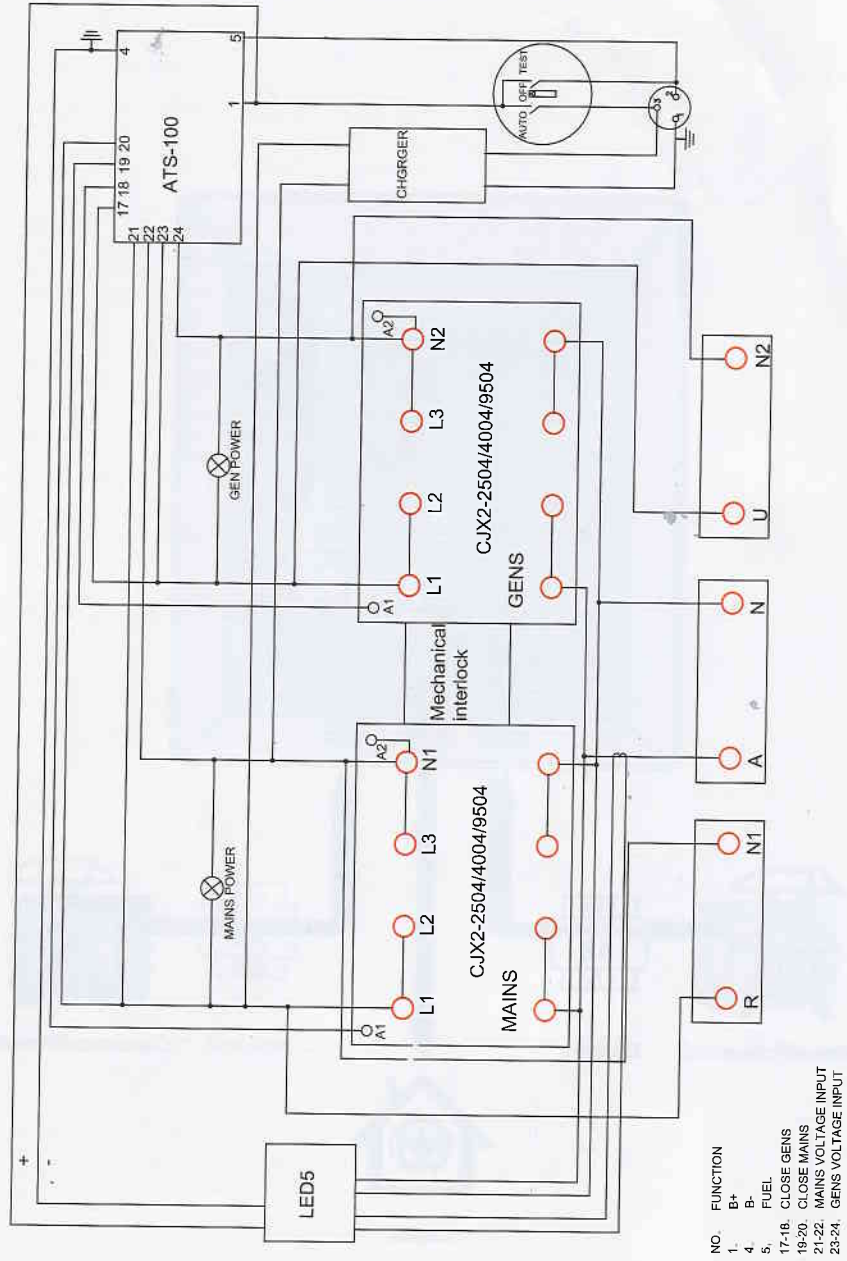 +
-
LED5
MAINS POWER
GEN POWER
ATS-100
4
5
1
17 18 19 20
21
22
23
24
CHGRGER
AUTO OFF TEST
3
2
A1
L1
L2
L3
N1
A2
MAINS
CJX2-2504/4004/9504
Mechanical
interlock
A1
L1
L2
L3
N2
A2
GENS
CJX2-2504/4004/9504
R
N1
A
N
U
N2
NO. FUNCTION
1. B+
4. B-
5, FUEL
17-18. CLOSE GENS
19-20. CLOSE MAINS
21-22. MAINS VOLTAGE INPUT
23-24. GENS VOLTAGE INPUT